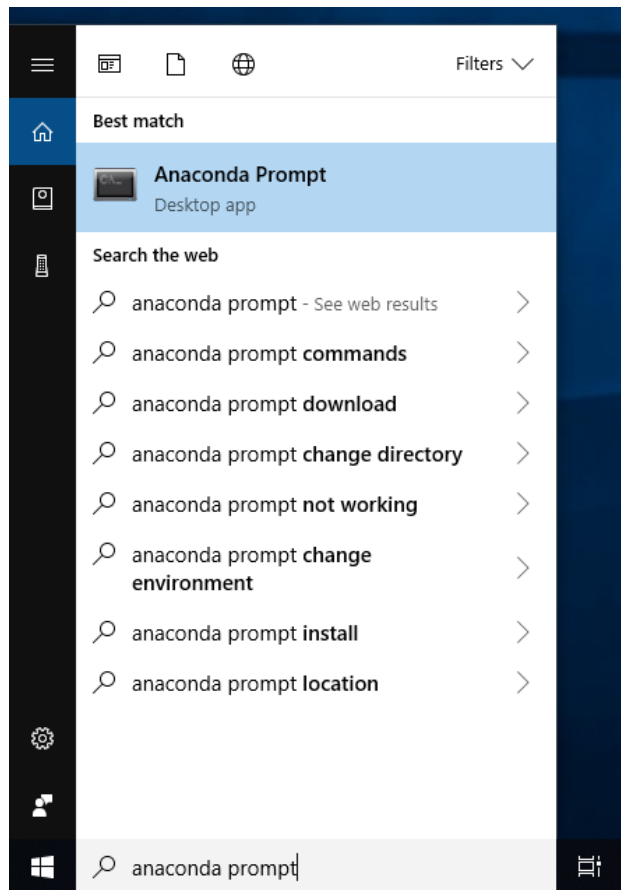 Filters
Best match
Anaconda Prompt
Desktop app
Search the web
anaconda prompt - See web results
anaconda prompt commands
anaconda prompt download
anaconda prompt change directory
anaconda prompt not working
anaconda prompt change
environment
anaconda prompt install
anaconda prompt location
anaconda prompt